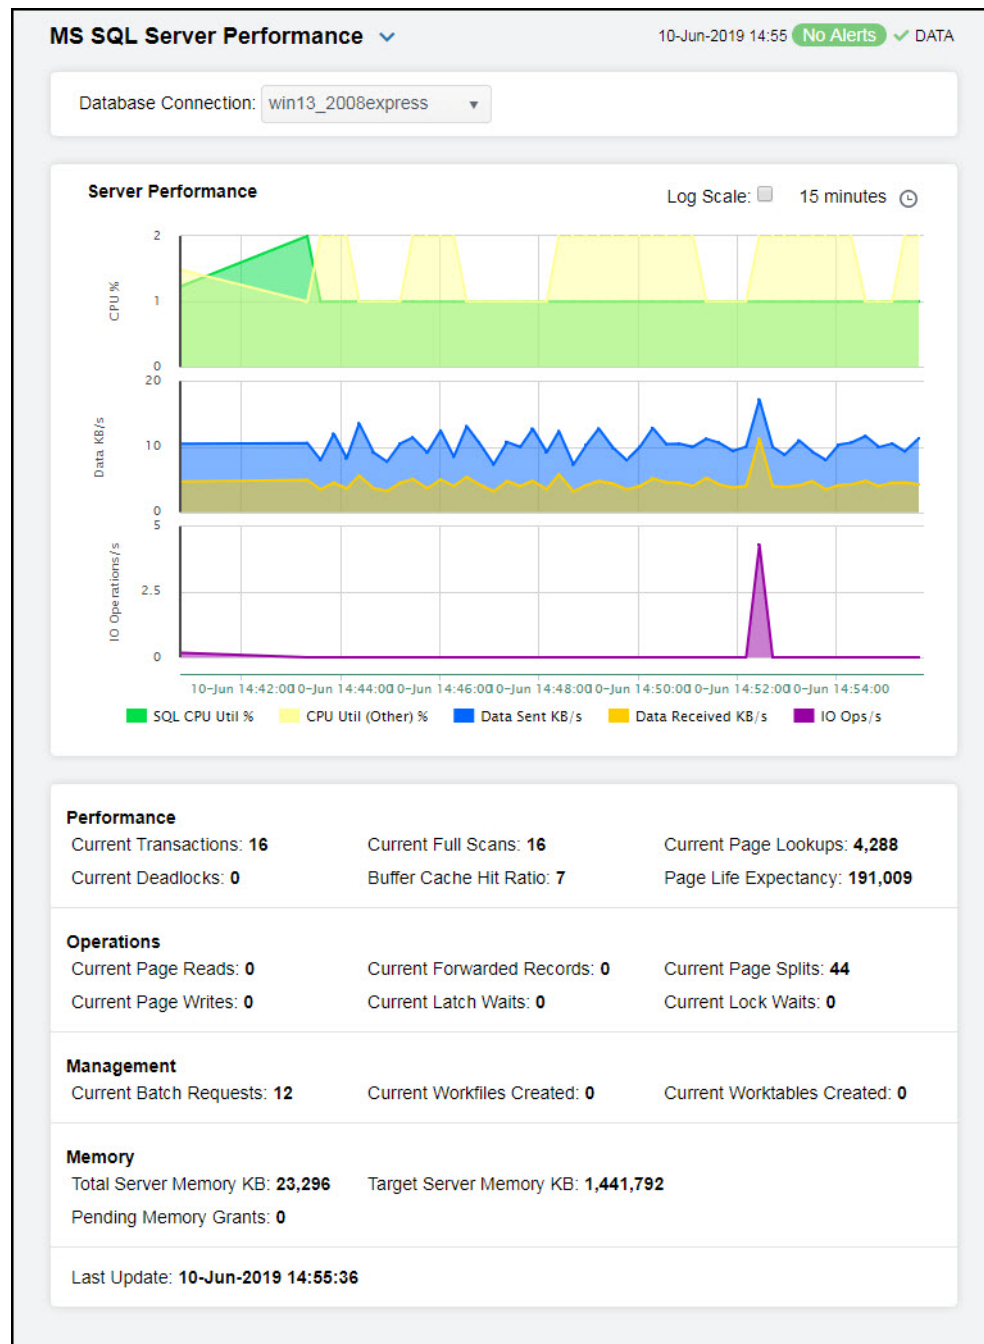 MS SQL Server Performance 10-Jun-2019 14:55 No Alerts DATA
Database Connection: win13_2008express
Server Performance Log Scale: 15 minutes
2
CPU %
1
0
20
Data KB/s
10
0
5
IO Operations/s
2.5
0
10-Jun 14:42:00 10-Jun 14:44:00 10-Jun 14:46:00 10-Jun 14:48:00 10-Jun 14:50:00 10-Jun 14:52:00 10-Jun 14:54:00
SQL CPU Util % CPU Util (Other) % Data Sent KB/s Data Received KB/s IO Ops/s
Performance
Current Transactions: 16 Current Full Scans: 16 Current Page Lookups: 4,288
Current Deadlocks: 0 Buffer Cache Hit Ratio: 7 Page Life Expectancy: 191,009
Operations
Current Page Reads: 0 Current Forwarded Records: 0 Current Page Splits: 44
Current Page Writes: 0 Current Latch Waits: 0 Current Lock Waits: 0
Management
Current Batch Requests: 12 Current Workfiles Created: 0 Current Worktables Created: 0
Memory
Total Server Memory KB: 23,296 Target Server Memory KB: 1,441,792
Pending Memory Grants: 0
Last Update: 10-Jun-2019 14:55:36